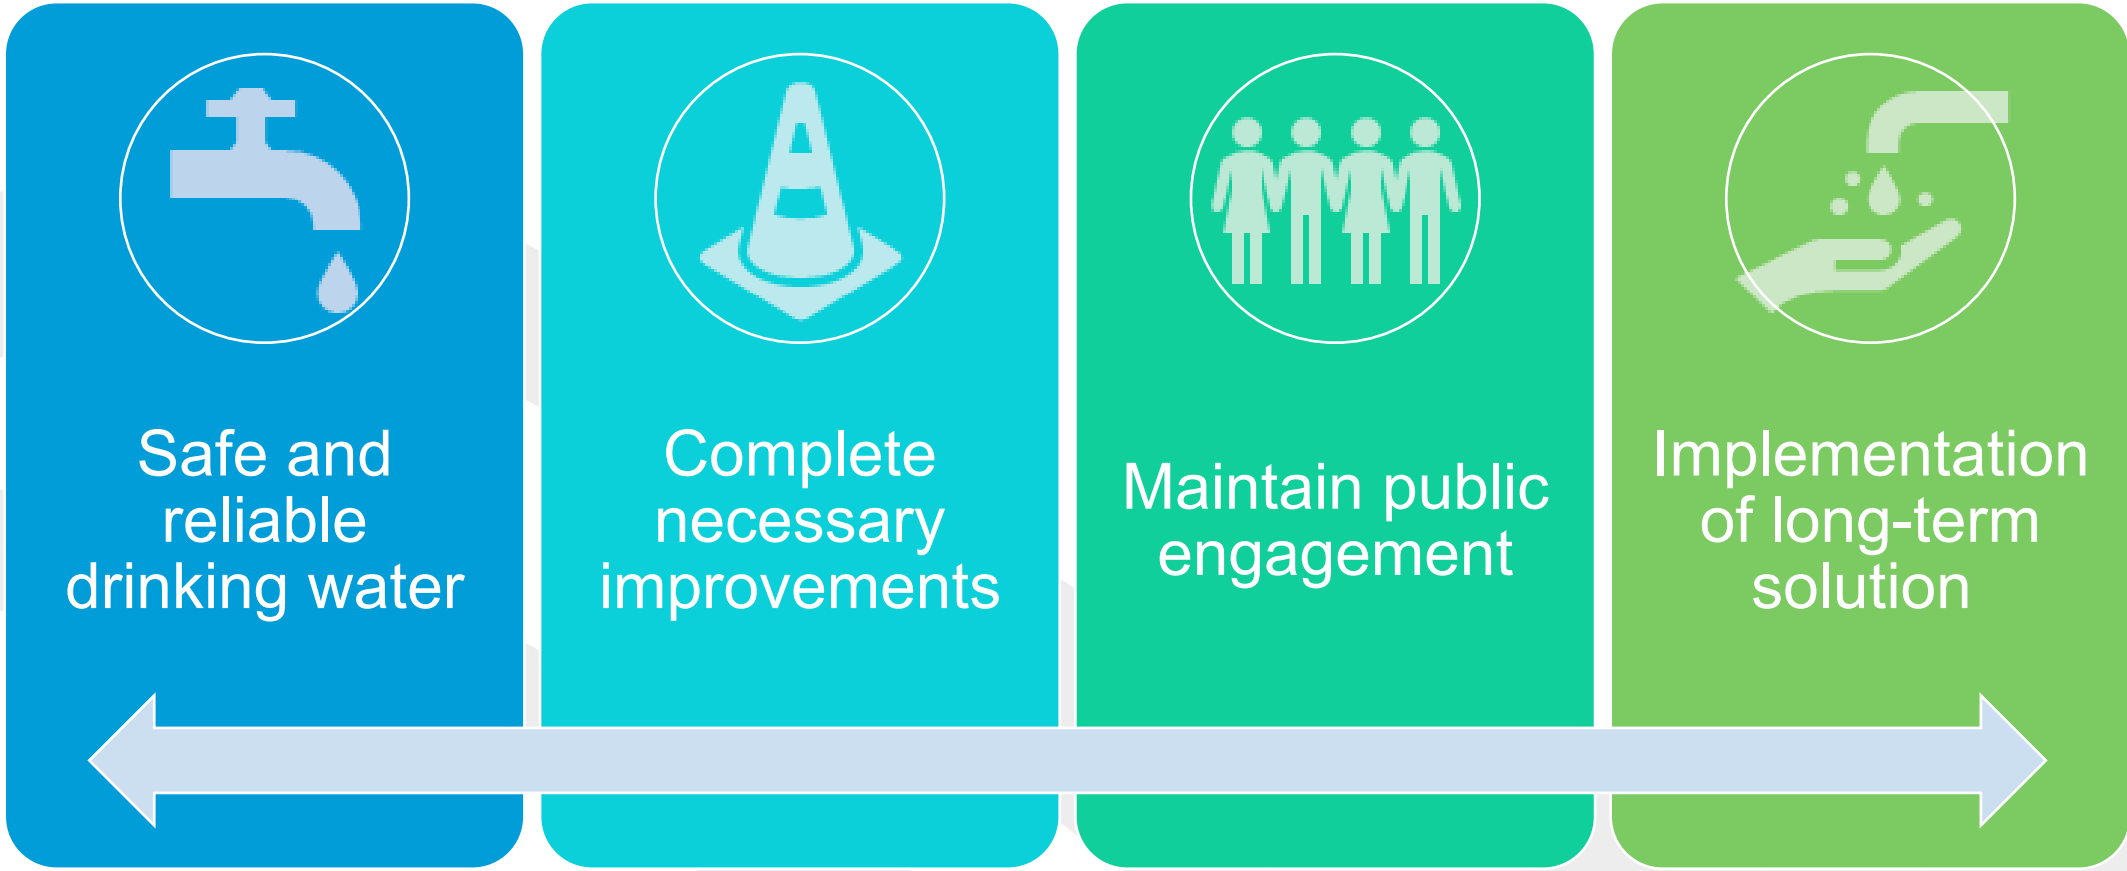 Safe and
reliable
drinking water
Complete
necessary
improvements
Maintain public
engagement
Implementation
of long-term
solution